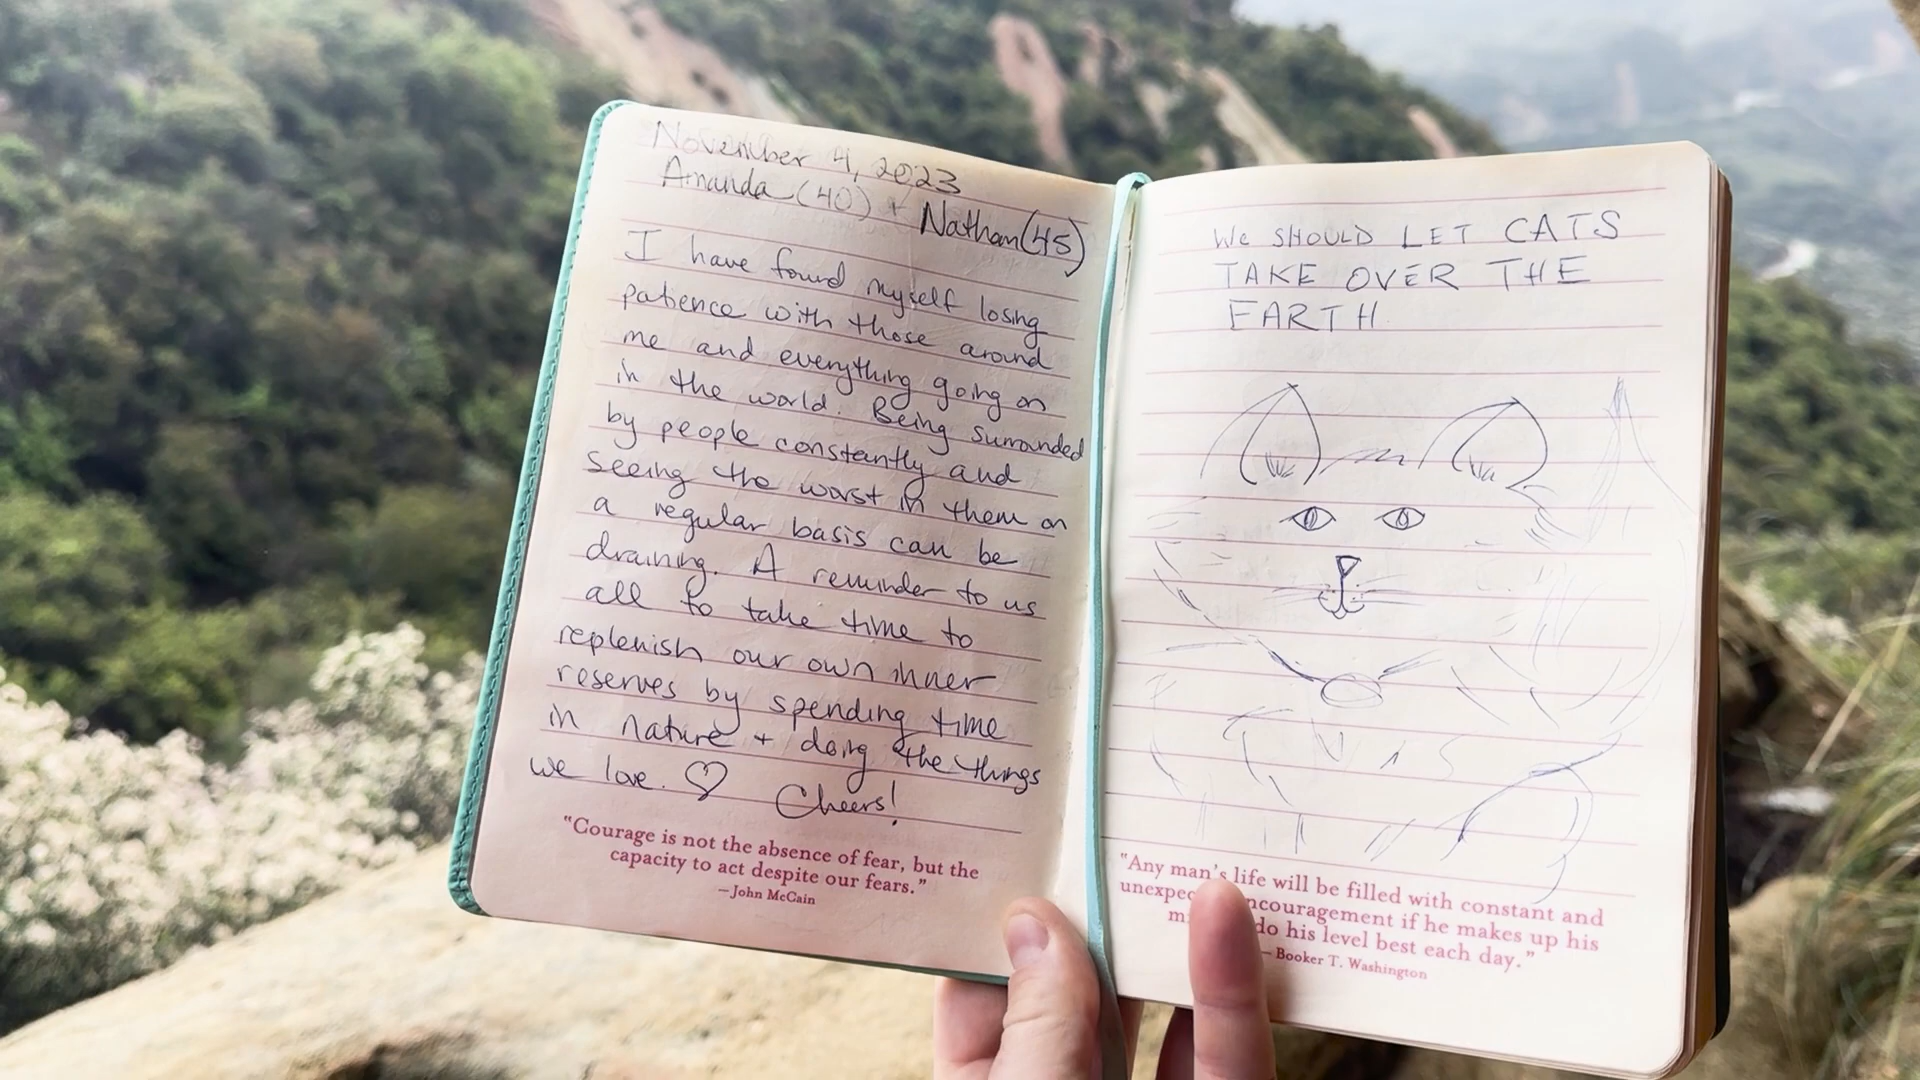 November 4, 2023
Amanda (40) + Nathan (45)
I have found myself losing
patience with those around
me and everything going on
in the world. Being surrounded
by people constantly and
seeing the worst in them on
a regular basis can be
draining. A reminder to us
all to take time to
replenish our own inner
reserves by spending time
in nature + doing the things
we love. ♡ Cheers!
"Courage is not the absence of fear, but the
capacity to act despite our fears."
—John McCain
We SHOULD LET CATS
TAKE OVER THE
EARTH
"Any man's life will be filled with constant and
encouragement if he makes up his
do his level best each day."
— Booker T. Washington